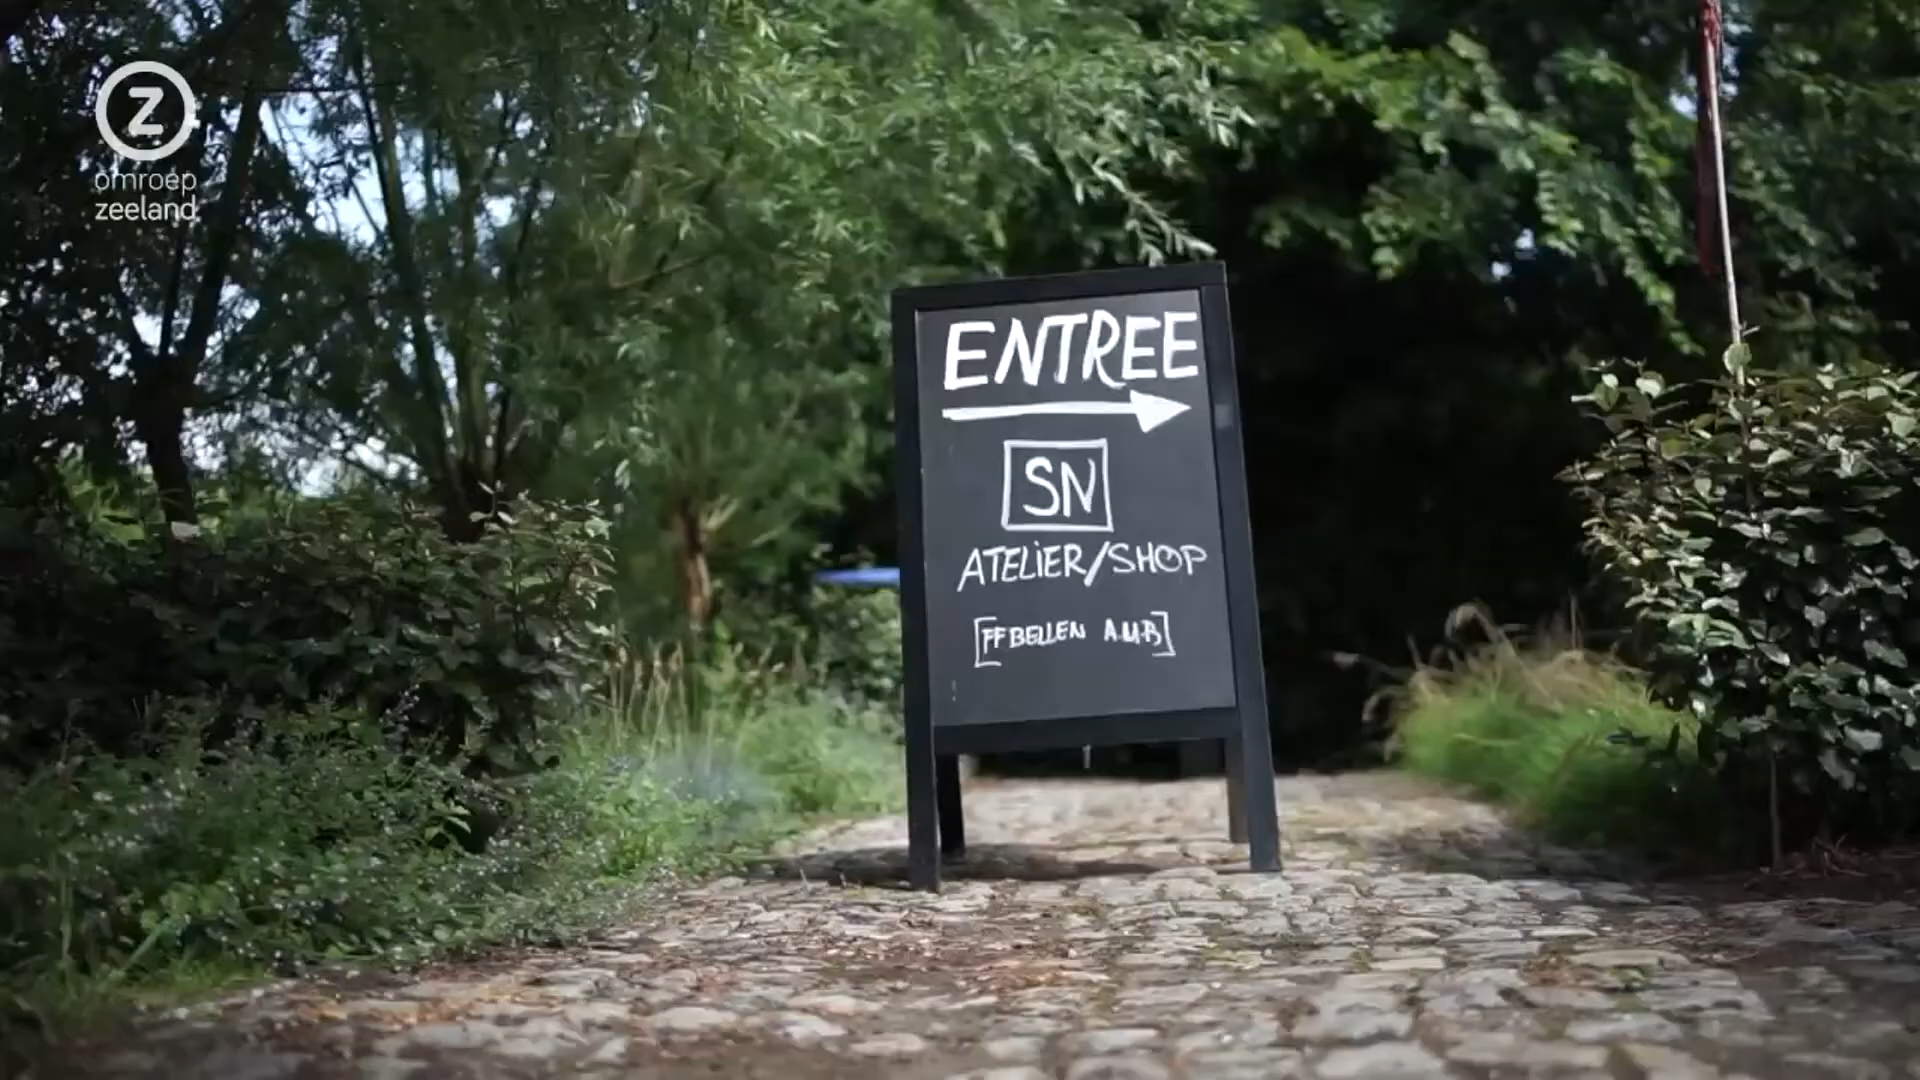 Z
omroep
zeeland
ENTREE
SN
ATELIER/SHOP
[FF BELLEN A.U.B]